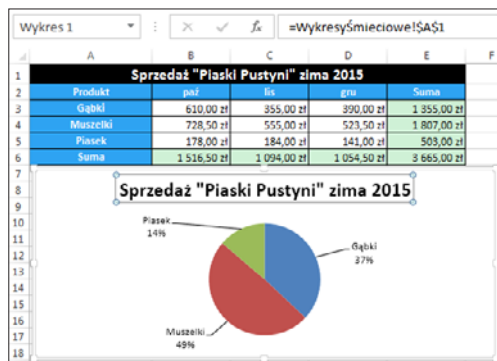 Wykres 1 =WykresyŚmieciowe!$A$1
A B C D E F
1 Sprzedaż "Piaski Pustyni" zima 2015
2 Produkt paź lis gru Suma
3 Gąbki 610,00 zł 355,00 zł 390,00 zł 1 355,00 zł
4 Muszelki 728,50 zł 555,00 zł 523,50 zł 1 807,00 zł
5 Piasek 178,00 zł 184,00 zł 141,00 zł 503,00 zł
6 Suma 1 516,50 zł 1 094,00 zł 1 054,50 zł 3 665,00 zł
7
8 Sprzedaż "Piaski Pustyni" zima 2015
9
10 Piasek
11 14%
12 Gąbki
13 37%
14
15
16
17 Muszelki
18 49%